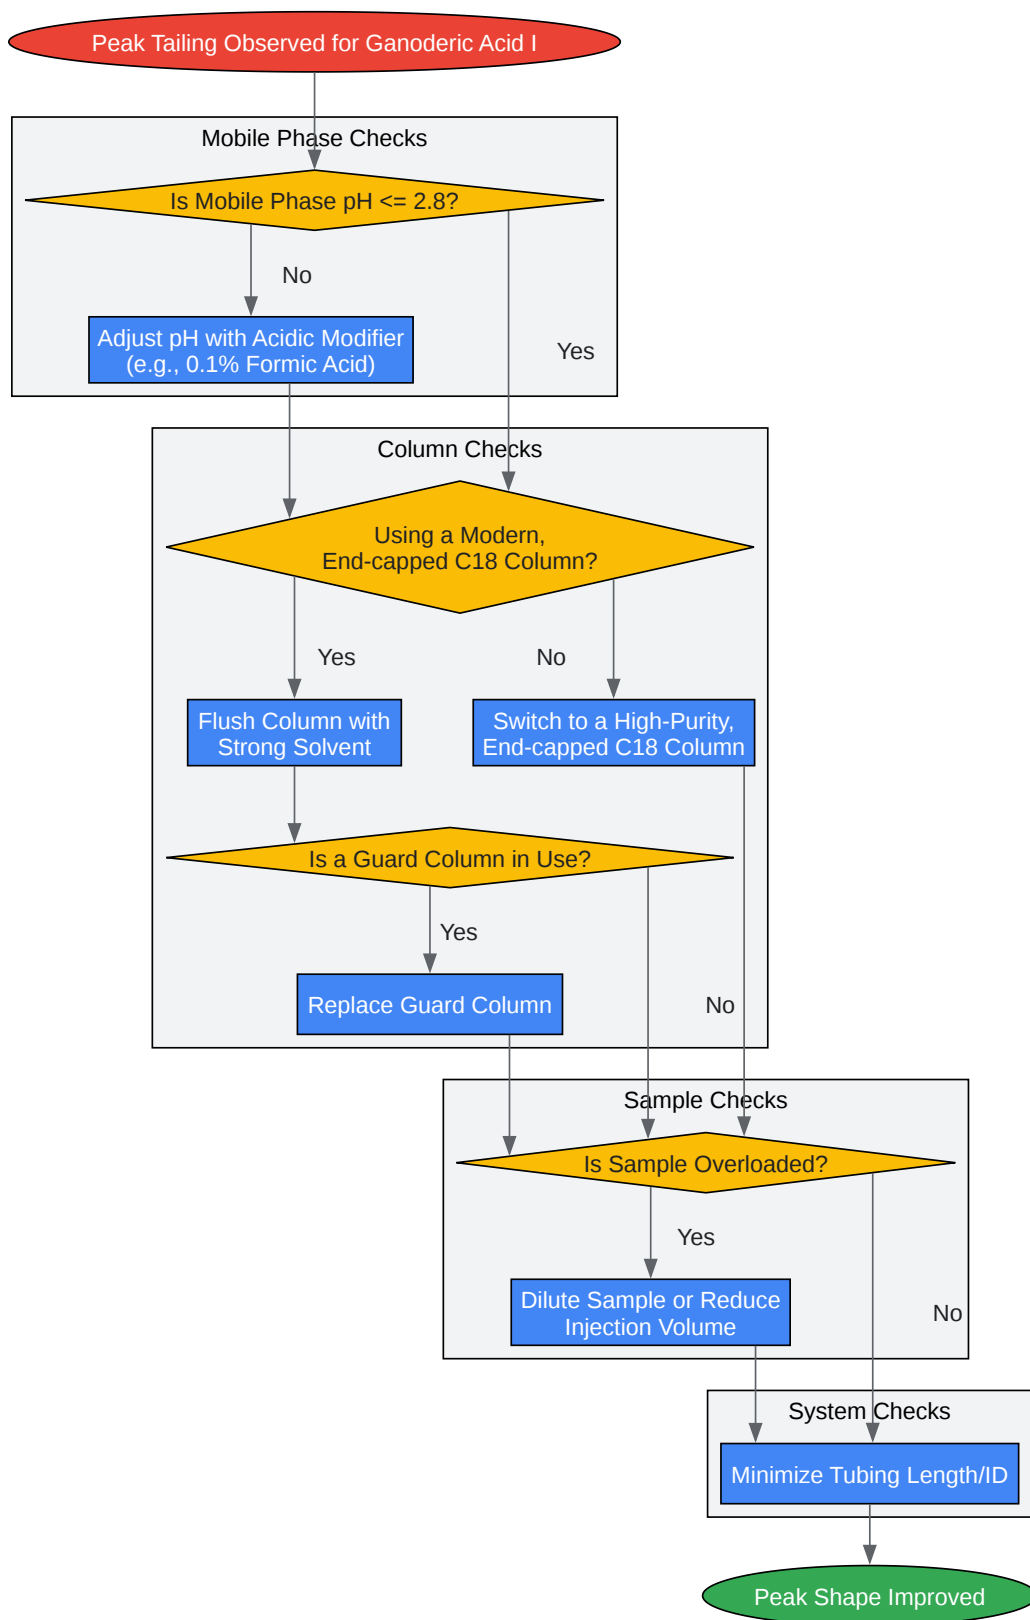 Peak Tailing Observed for Ganoderic Acid I
Mobile Phase Checks
Is Mobile Phase pH <= 2.8?
No
Adjust pH with Acidic Modifier
(e.g., 0.1% Formic Acid)
Yes
Column Checks
Using a Modern,
End-capped C18 Column?
Yes
No
Flush Column with
Strong Solvent
Switch to a High-Purity,
End-capped C18 Column
Is a Guard Column in Use?
Yes
Replace Guard Column
No
Sample Checks
Is Sample Overloaded?
Yes
Dilute Sample or Reduce
Injection Volume
No
System Checks
Minimize Tubing Length/ID
Peak Shape Improved